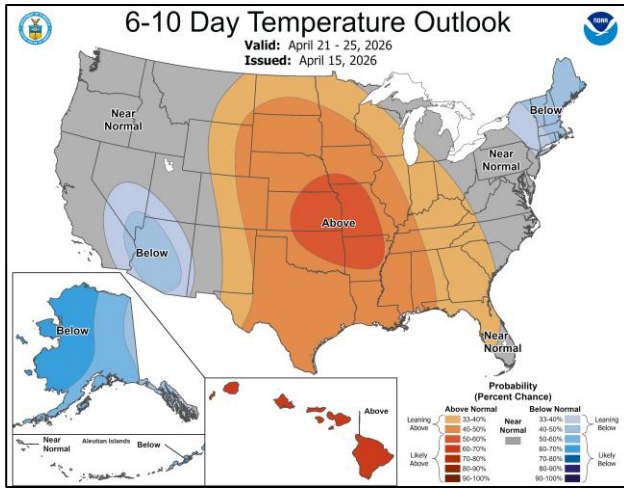 6-10 Day Temperature Outlook
Valid: April 21 - 25, 2026
Issued: April 15, 2026
NOAA
Near
Normal
Below
Near
Normal
Above
Below
Near
Normal
Below
Near
Normal
Aleutian Islands
Below
Above
Probability
(Percent Chance)
Above Normal
Below Normal
Leaning
Above
33-40%
40-50%
Near
Normal
33-40%
40-50%
Leaning
Below
Likely
Above
50-60%
60-70%
70-80%
80-90%
90-100%
50-60%
60-70%
70-80%
80-90%
90-100%
Likely
Below